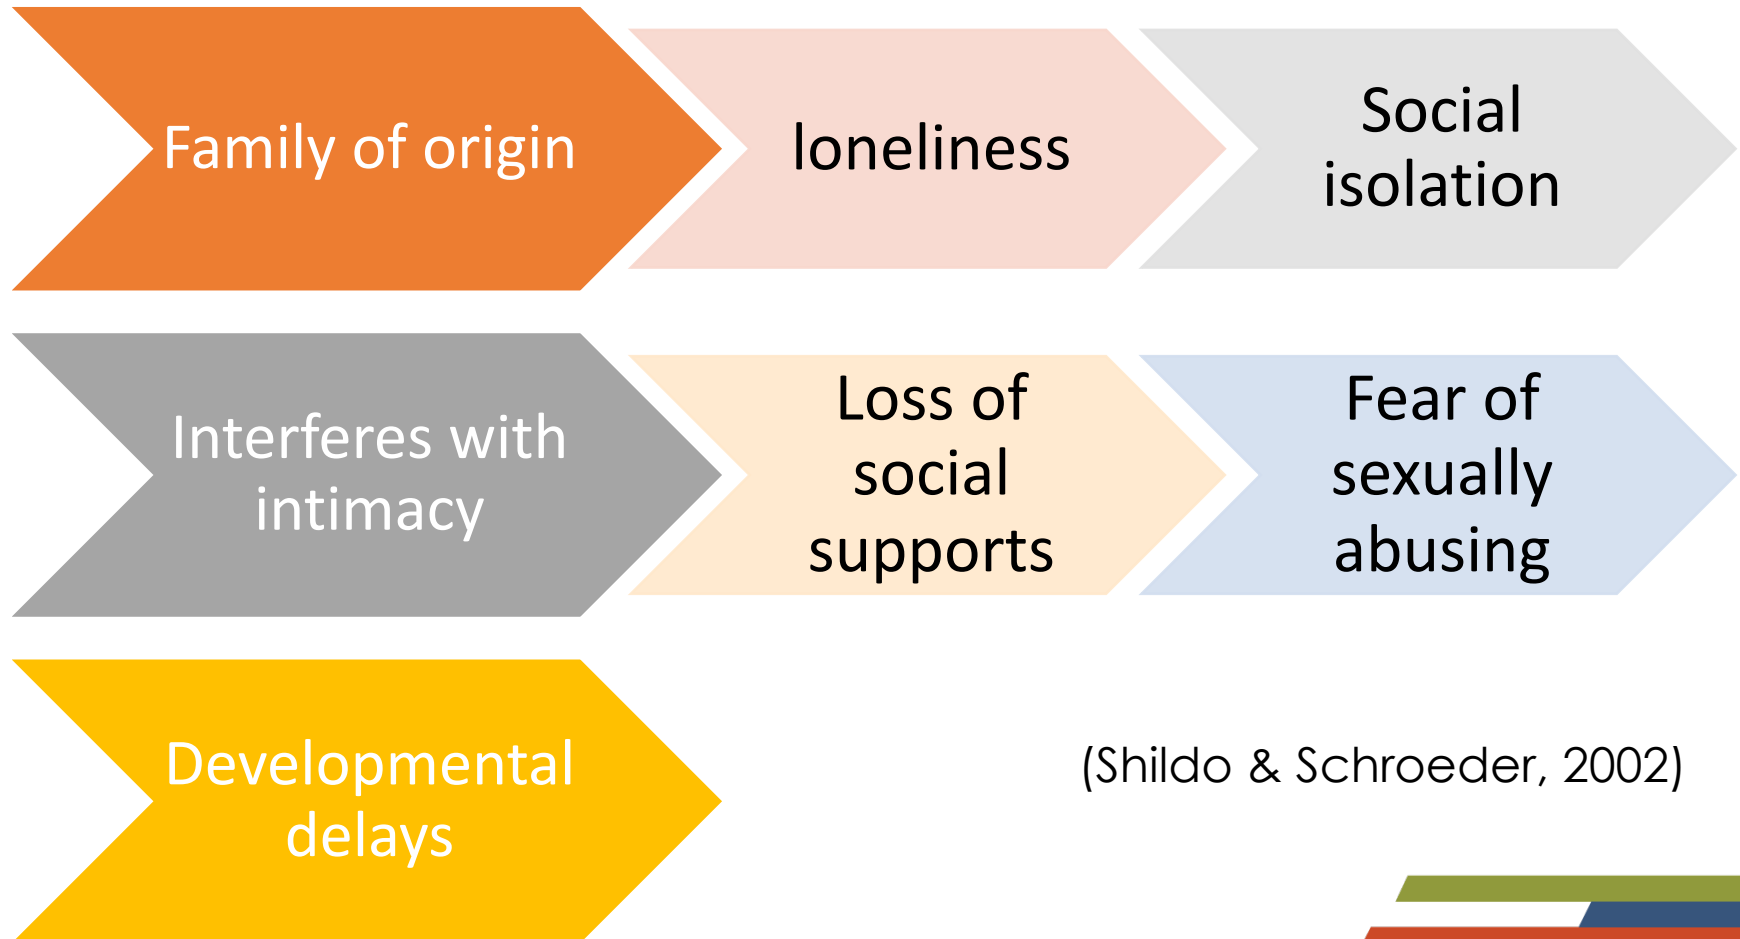 Family of origin
loneliness
Social
isolation
Interferes with
intimacy
Loss of
social
supports
Fear of
sexually
abusing
Developmental
delays
(Shildo & Schroeder, 2002)